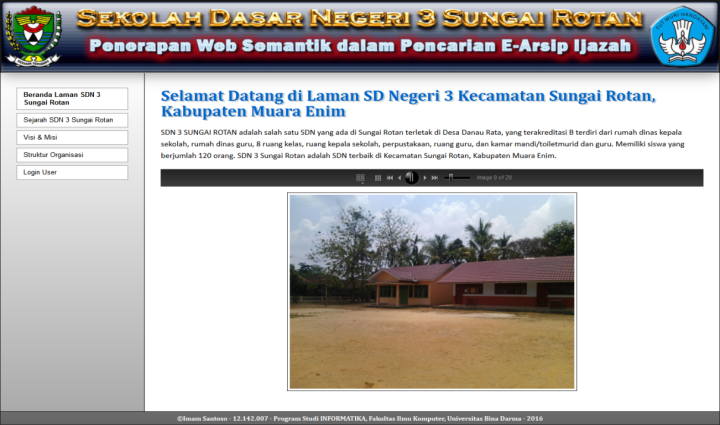 SEKOLAH DASAR NEGERI 3 SUNGAI ROTAN
Penerapan Web Semantik dalam Pencarian E-Arsip Ijazah
TUT WURI HANDAYANI
Beranda Laman SDN 3
Sungai Rotan
Sejarah SDN 3 Sungai Rotan
Visi & Misi
Struktur Organisasi
Login User
Selamat Datang di Laman SD Negeri 3 Kecamatan Sungai Rotan,
Kabupaten Muara Enim
SDN 3 SUNGAI ROTAN adalah salah satu SDN yang ada di Sungai Rotan terletak di Desa Danau Rata, yang terakreditasi B terdiri dari rumah dinas kepala
sekolah, rumah dinas guru, 8 ruang kelas, ruang kepala sekolah, perpustakaan, ruang guru, dan kamar mandi/toiletmurid dan guru. Memiliki siswa yang
berjumlah 120 orang. SDN 3 Sungai Rotan adalah SDN terbaik di Kecamatan Sungai Rotan, Kabupaten Muara Enim.
Image 9 of 20
©Imam Santoso - 12.142.007 - Program Studi INFORMATIKA, Fakultas Ilmu Komputer, Universitas Bina Darma - 2016